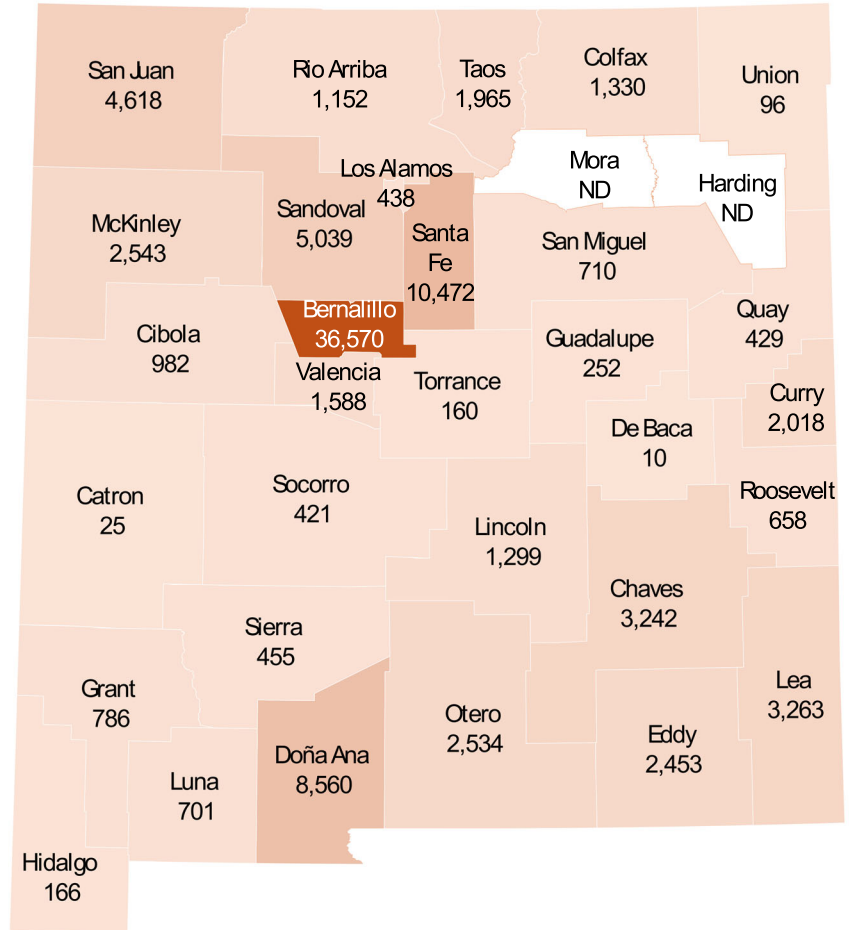 San Juan
4,618
Rio Arriba
1,152
Taos
1,965
Colfax
1,330
Union
96
Mora
ND
Harding
ND
Los Alamos
438
McKinley
2,543
Sandoval
5,039
Santa
Fe
10,472
San Miguel
710
Bernalillo
36,570
Cibola
982
Quay
429
Guadalupe
252
Valencia
1,588
Torrance
160
Curry
2,018
De Baca
10
Catron
25
Socorro
421
Roosevelt
658
Lincoln
1,299
Chaves
3,242
Sierra
455
Grant
786
Lea
3,263
Otero
2,534
Eddy
2,453
Doña Ana
8,560
Luna
701
Hidalgo
166